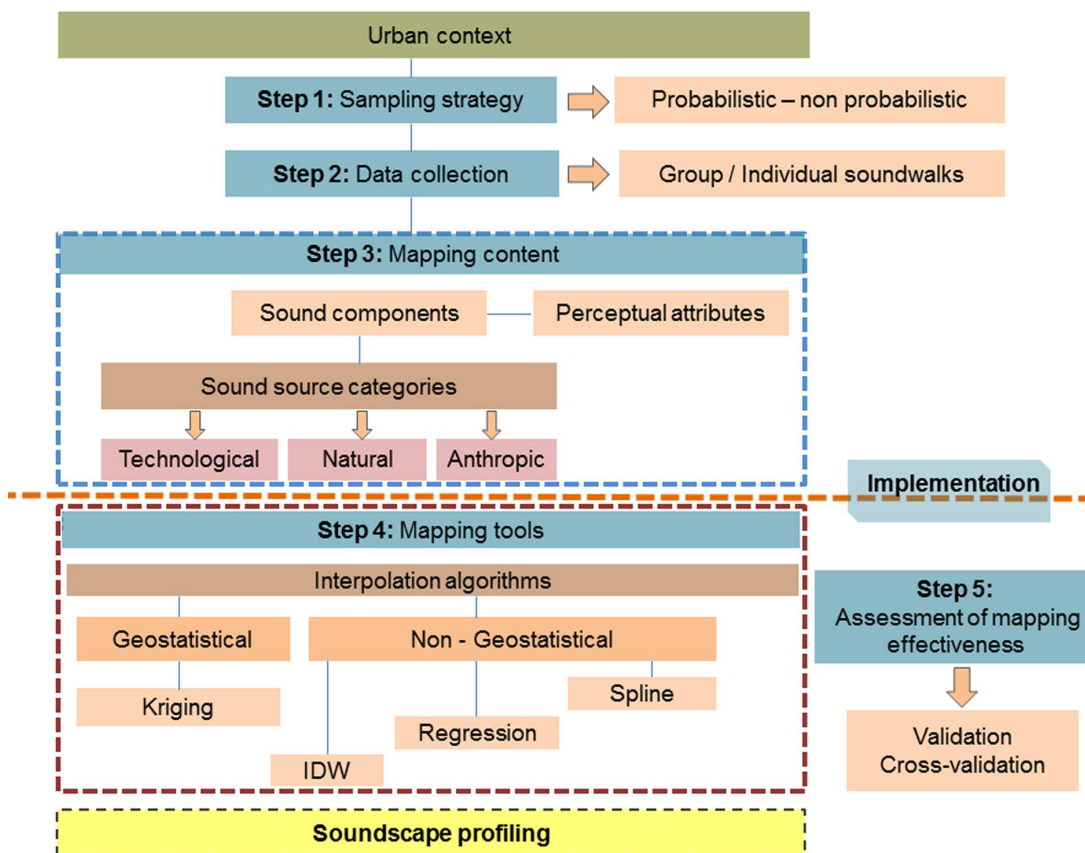 Urban context
Step 1: Sampling strategy
Probabilistic – non probabilistic
Step 2: Data collection
Group / Individual soundwalks
Step 3: Mapping content
Sound components
Perceptual attributes
Sound source categories
Technological
Natural
Anthropic
Implementation
Step 4: Mapping tools
Interpolation algorithms
Geostatistical
Non - Geostatistical
Kriging
IDW
Regression
Spline
Step 5:
Assessment of mapping
effectiveness
Validation
Cross-validation
Soundscape profiling